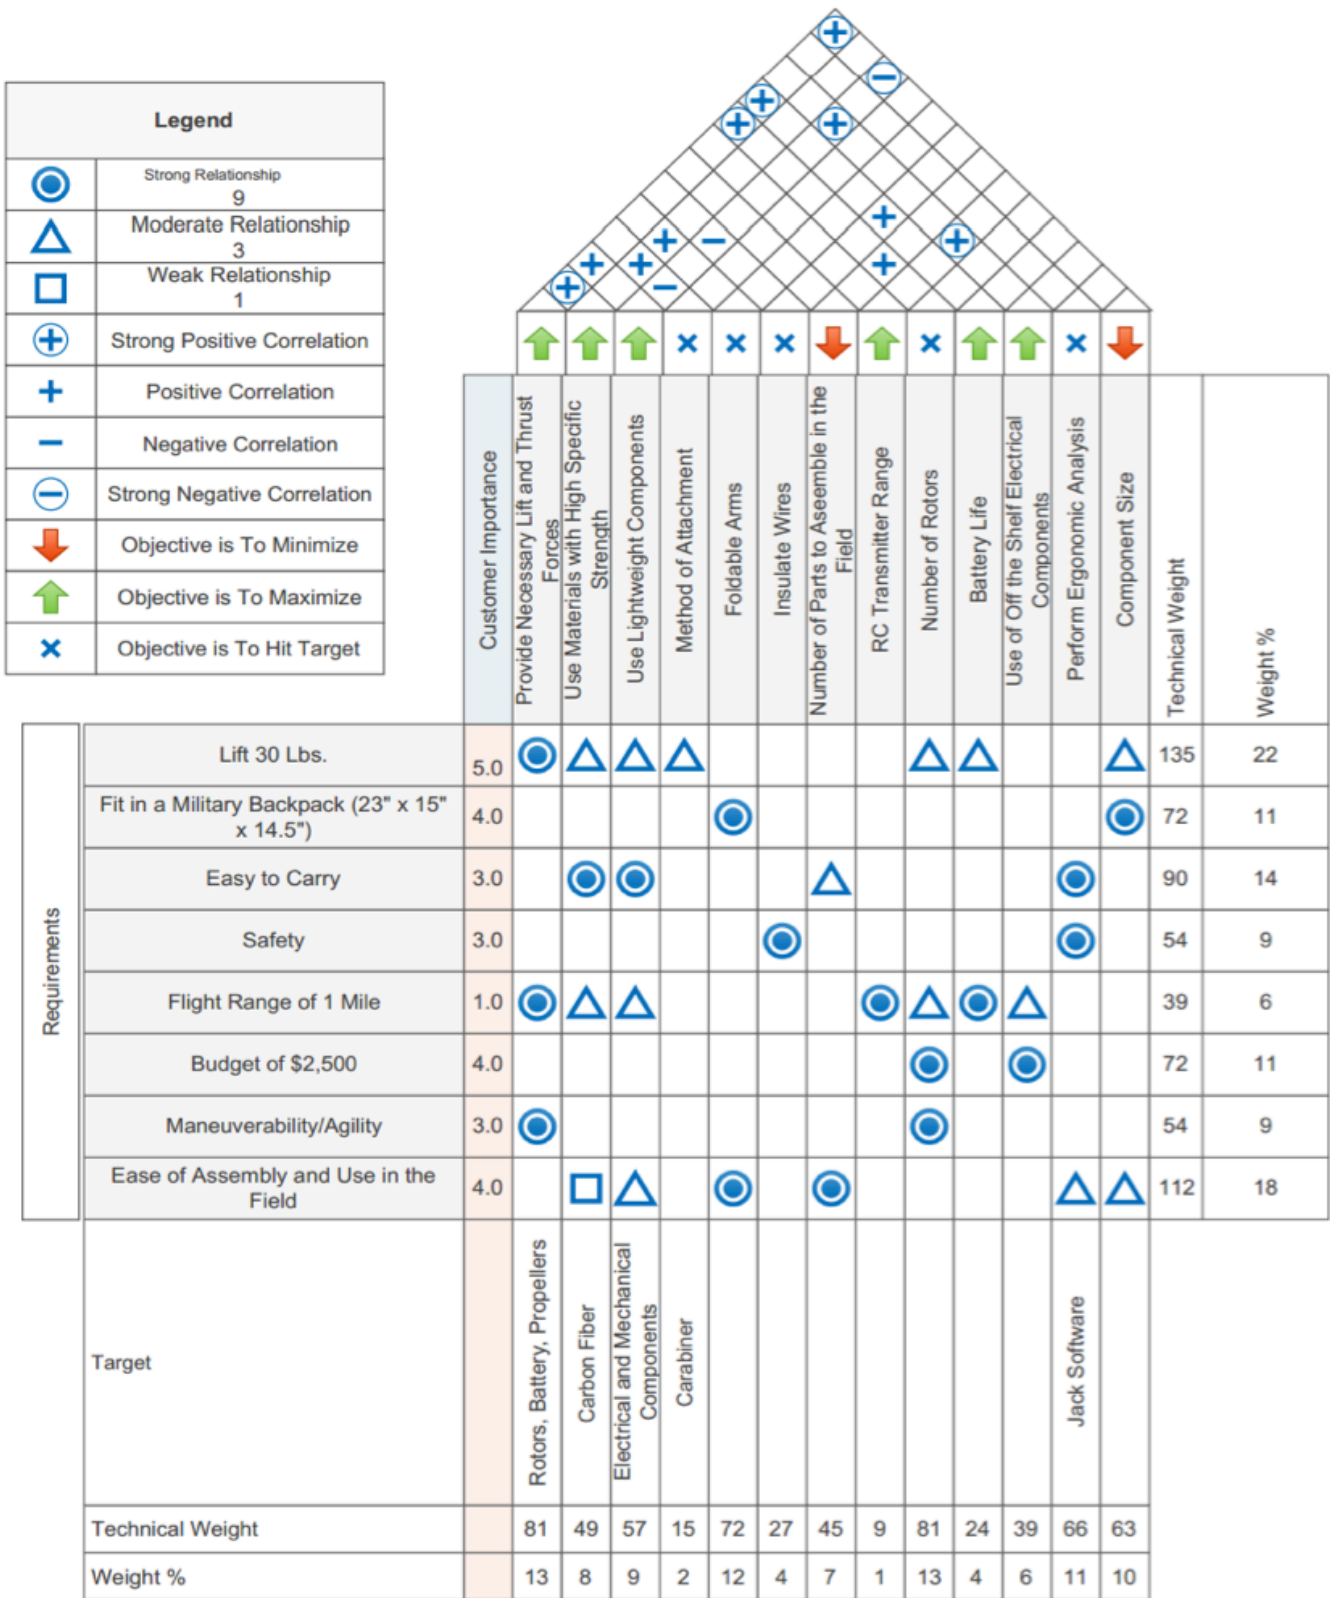 Legend
Strong Relationship
9
Moderate Relationship
3
Weak Relationship
1
Strong Positive Correlation
Positive Correlation
Negative Correlation
Strong Negative Correlation
Objective is To Minimize
Objective is To Maximize
Objective is To Hit Target
Customer Importance
Provide Necessary Lift and Thrust
Forces
Use Materials with High Specific
Strength
Use Lightweight Components
Method of Attachment
Foldable Arms
Insulate Wires
Number of Parts to Aseemble in the
Field
RC Transmitter Range
Number of Rotors
Battery Life
Use of Off the Shelf Electrical
Components
Perform Ergonomic Analysis
Component Size
Technical Weight
Weight %
Requirements
Lift 30 Lbs.
5.0
135
22
Fit in a Military Backpack (23" x 15"
x 14.5")
4.0
72
11
Easy to Carry
3.0
90
14
Safety
3.0
54
9
Flight Range of 1 Mile
1.0
39
6
Budget of $2,500
4.0
72
11
Maneuverability/Agility
3.0
54
9
Ease of Assembly and Use in the
Field
4.0
112
18
Target
Rotors, Battery, Propellers
Carbon Fiber
Electrical and Mechanical
Components
Carabiner
Jack Software
Technical Weight
81 49 57 15 72 27 45 9 81 24 39 66 63
Weight %
13 8 9 2 12 4 7 1 13 4 6 11 10